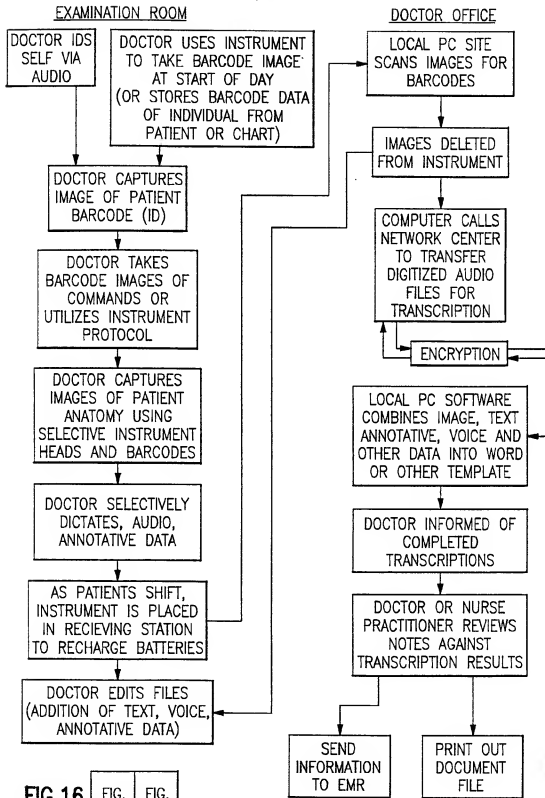 EXAMINATION ROOM
DOCTOR IDS
SELF VIA
AUDIO
DOCTOR USES INSTRUMENT
TO TAKE BARCODE IMAGE
AT START OF DAY
(OR STORES BARCODE DATA
OF INDIVIDUAL FROM
PATIENT OR CHART)
DOCTOR CAPTURES
IMAGE OF PATIENT
BARCODE (ID)
DOCTOR TAKES
BARCODE IMAGES OF
COMMANDS OR
UTILIZES INSTRUMENT
PROTOCOL
DOCTOR CAPTURES
IMAGES OF PATIENT
ANATOMY USING
SELECTIVE INSTRUMENT
HEADS AND BARCODES
DOCTOR SELECTIVELY
DICTATES, AUDIO,
ANNOTATIVE DATA
AS PATIENTS SHIFT,
INSTRUMENT IS PLACED
IN RECIEVING STATION
TO RECHARGE BATTERIES
DOCTOR EDITS FILES
(ADDITION OF TEXT, VOICE,
ANNOTATIVE DATA)
DOCTOR OFFICE
LOCAL PC SITE
SCANS IMAGES FOR
BARCODES
IMAGES DELETED
FROM INSTRUMENT
COMPUTER CALLS
NETWORK CENTER
TO TRANSFER
DIGITIZED AUDIO
FILES FOR
TRANSCRIPTION
ENCRYPTION
LOCAL PC SOFTWARE
COMBINES IMAGE, TEXT
ANNOTATIVE, VOICE AND
OTHER DATA INTO WORD
OR OTHER TEMPLATE
DOCTOR INFORMED OF
COMPLETED
TRANSCRIPTIONS
DOCTOR OR NURSE
PRACTITIONER REVIEWS
NOTES AGAINST
TRANSCRIPTION RESULTS
SEND
INFORMATION
TO EMR
PRINT OUT
DOCUMENT
FILE
FIG.16
FIG.
FIG.